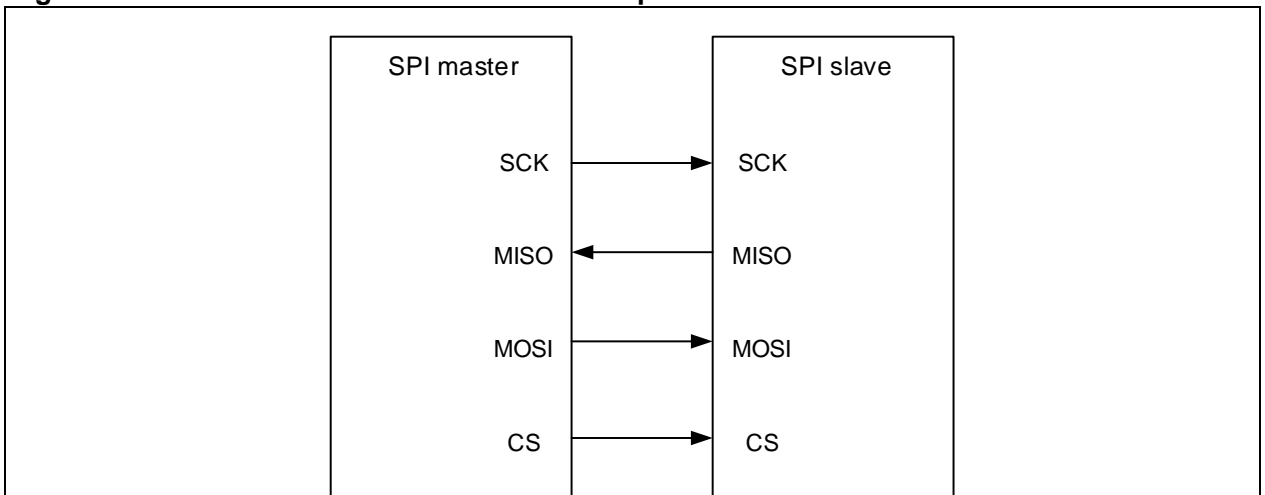 SPI master SPI slave
SCK SCK
MISO MISO
MOSI MOSI
CS CS